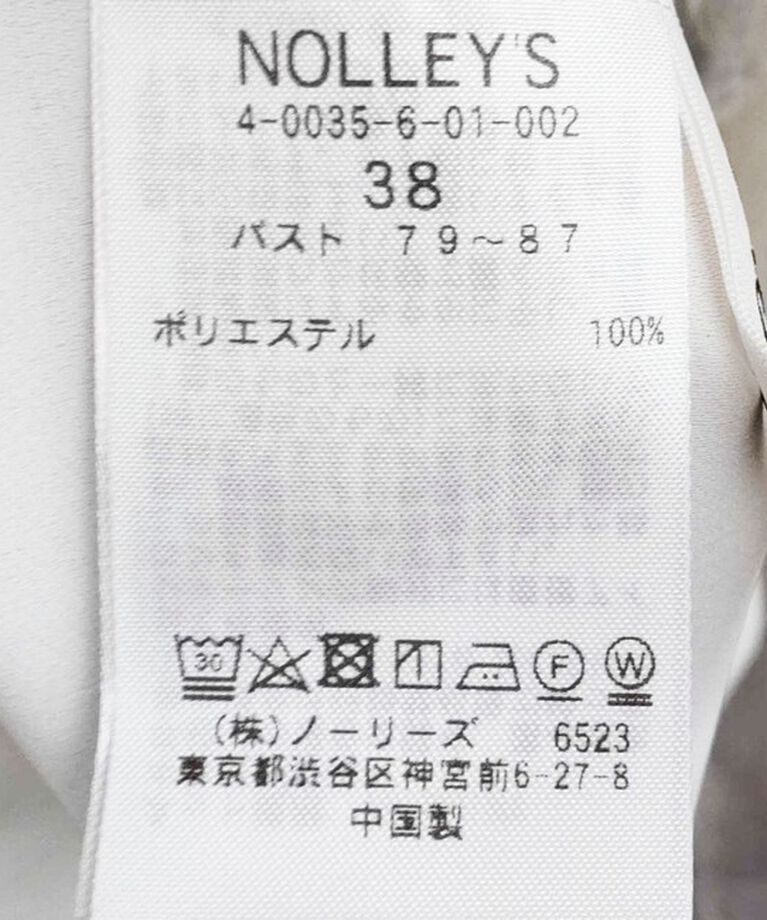 NOLLEY'S
4-0035-6-01-002
38
バスト 79～87
ポリエステル 100%
30 F W
(株)ノーリーズ 6523
東京都渋谷区神宮前6-27-8
中国製